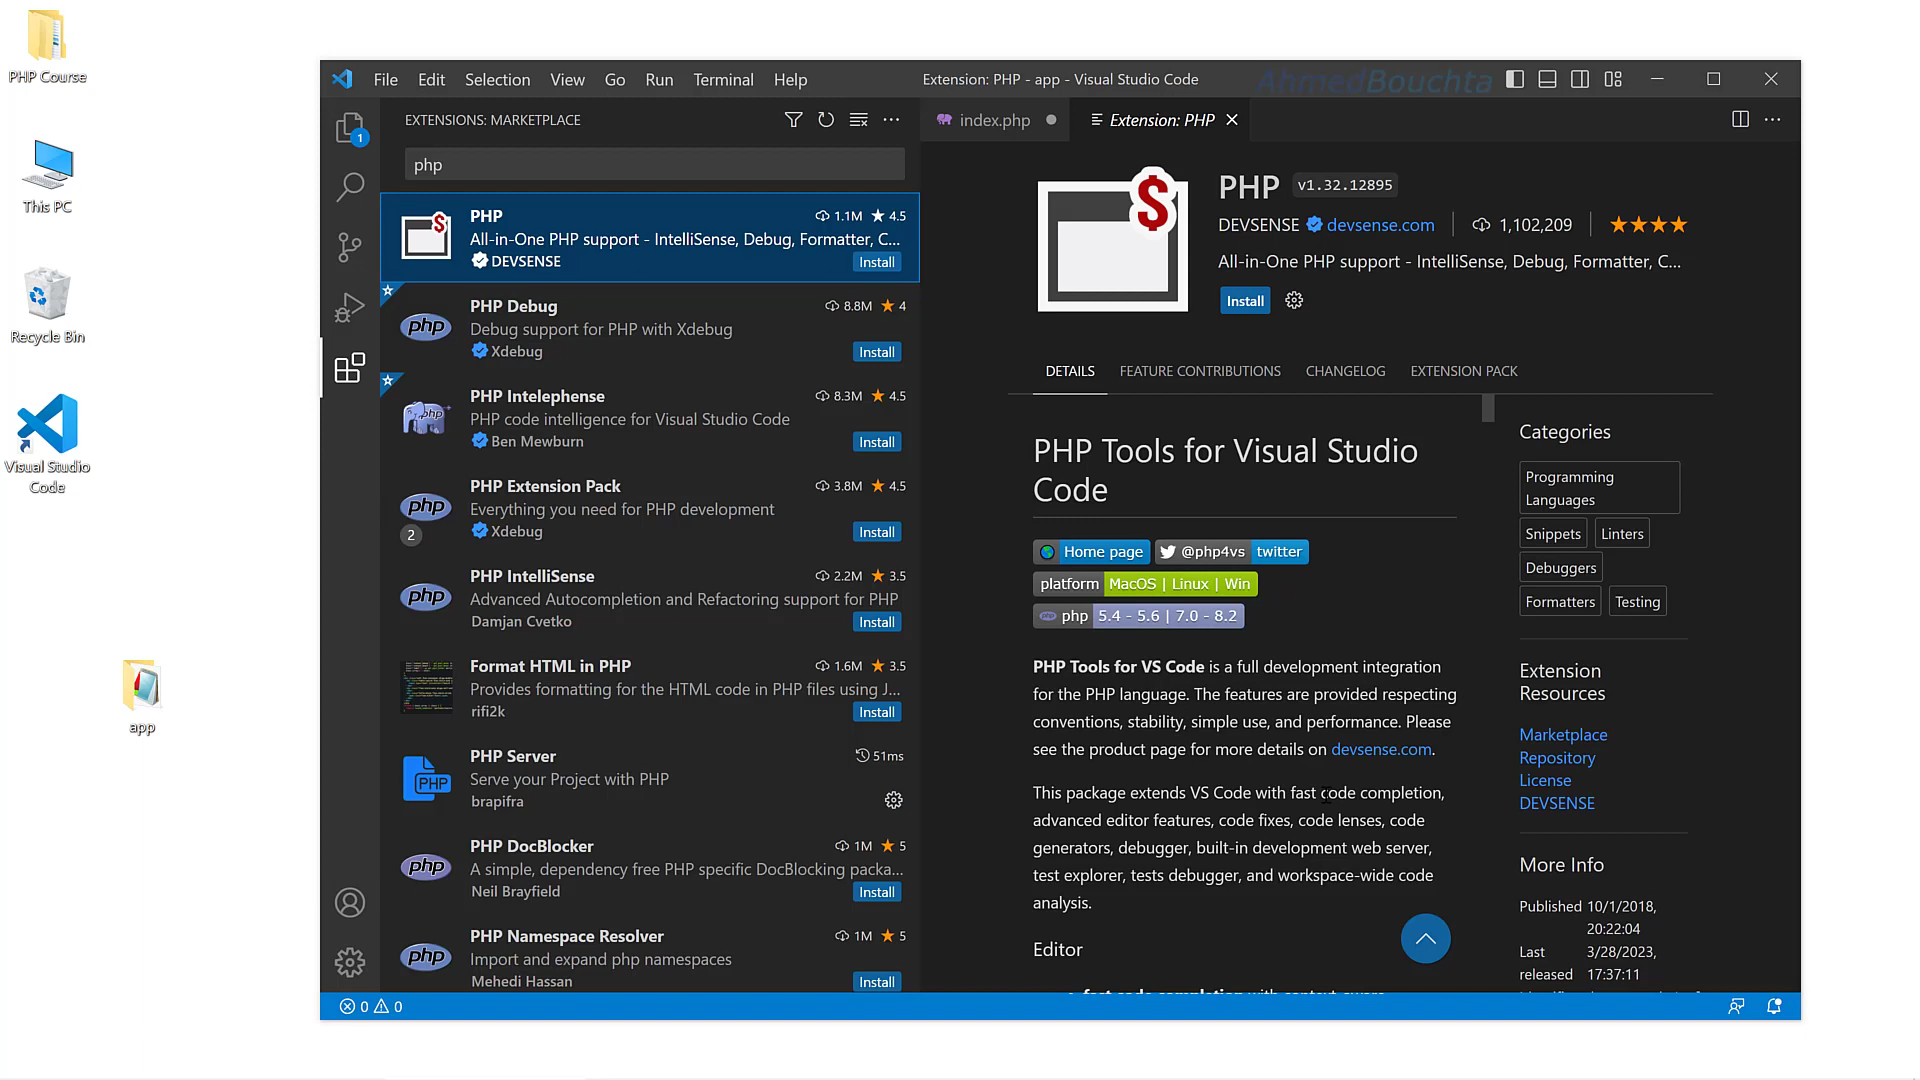 PHP Course
This PC
Recycle Bin
Visual Studio
Code
app
File Edit Selection View Go Run Terminal Help
Extension: PHP - app - Visual Studio Code
AhmedBouchta
EXTENSIONS: MARKETPLACE
1
php
PHP 1.1M 4.5
All-in-One PHP support - IntelliSense, Debug, Formatter, C...
DEVSENSE Install
PHP Debug 8.8M 4
Debug support for PHP with Xdebug
Xdebug Install
PHP Intelephense 8.3M 4.5
PHP code intelligence for Visual Studio Code
Ben Mewburn Install
PHP Extension Pack 3.8M 4.5
Everything you need for PHP development
2 Xdebug Install
PHP IntelliSense 2.2M 3.5
Advanced Autocompletion and Refactoring support for PHP
Damjan Cvetko Install
Format HTML in PHP 1.6M 3.5
Provides formatting for the HTML code in PHP files using J...
rifi2k Install
PHP Server 51ms
Serve your Project with PHP
brapifra
PHP DocBlocker 1M 5
A simple, dependency free PHP specific DocBlocking packa...
Neil Brayfield Install
PHP Namespace Resolver 1M 5
Import and expand php namespaces
Mehedi Hassan Install
0 0
index.php Extension: PHP
$
PHP v1.32.12895
DEVSENSE devsense.com 1,102,209
All-in-One PHP support - IntelliSense, Debug, Formatter, C...
Install
DETAILS FEATURE CONTRIBUTIONS CHANGELOG EXTENSION PACK
PHP Tools for Visual Studio
Code
Home page @php4vs twitter
platform MacOS | Linux | Win
php 5.4 - 5.6 | 7.0 - 8.2
PHP Tools for VS Code is a full development integration
for the PHP language. The features are provided respecting
conventions, stability, simple use, and performance. Please
see the product page for more details on devsense.com.
This package extends VS Code with fast code completion,
advanced editor features, code fixes, code lenses, code
generators, debugger, built-in development web server,
test explorer, tests debugger, and workspace-wide code
analysis.
Editor
Categories
Programming
Languages
Snippets Linters
Debuggers
Formatters Testing
Extension
Resources
Marketplace
Repository
License
DEVSENSE
More Info
Published 10/1/2018,
20:22:04
Last 3/28/2023,
released 17:37:11